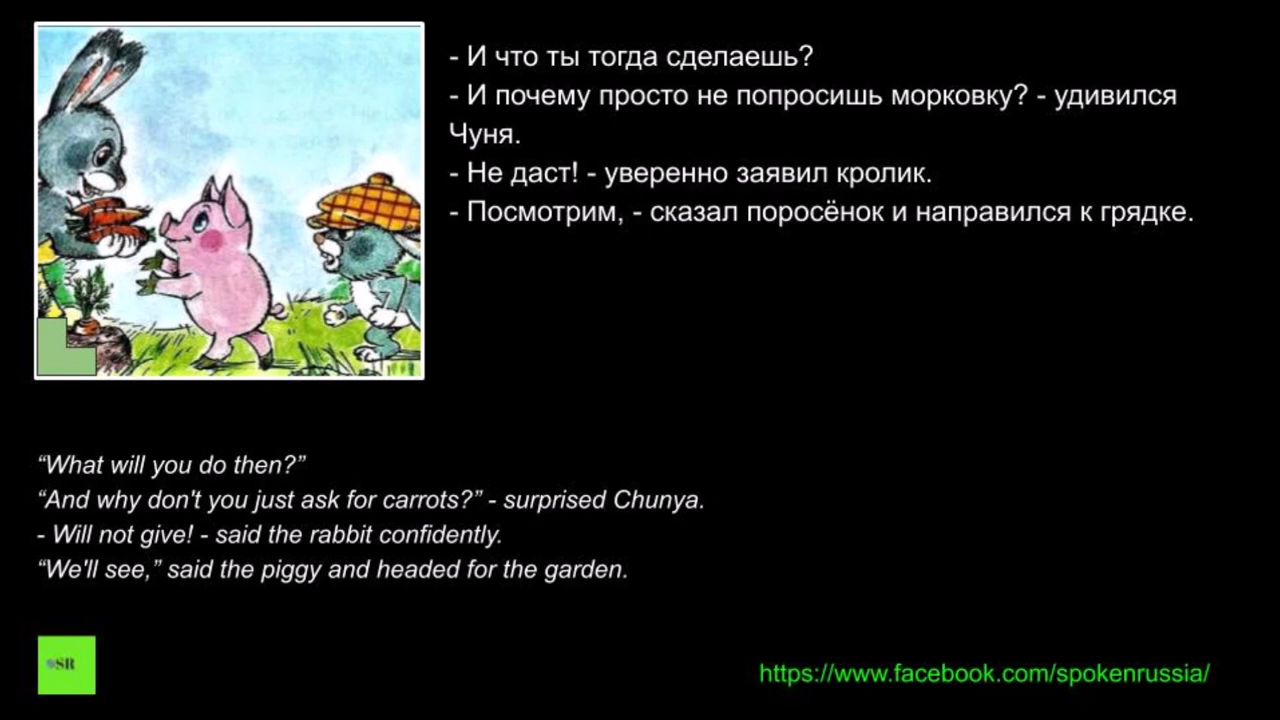 - И что ты тогда сделаешь?
- И почему просто не попросишь морковку? - удивился
Чуня.
- Не даст! - уверенно заявил кролик.
- Посмотрим, - сказал поросёнок и направился к грядке.
“What will you do then?”
“And why don't you just ask for carrots?” - surprised Chunya.
- Will not give! - said the rabbit confidently.
“We'll see,” said the piggy and headed for the garden.
SR
https://www.facebook.com/spokenrussia/